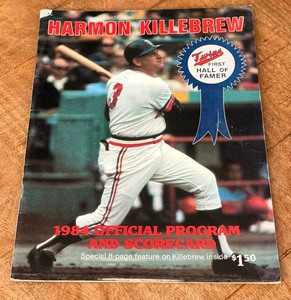 HARMON KILLEBREW
Twins
FIRST
HALL OF
FAMER
3
1984 OFFICIAL PROGRAM
AND SCORECARD
Special 8-page feature on Killebrew inside $1.50